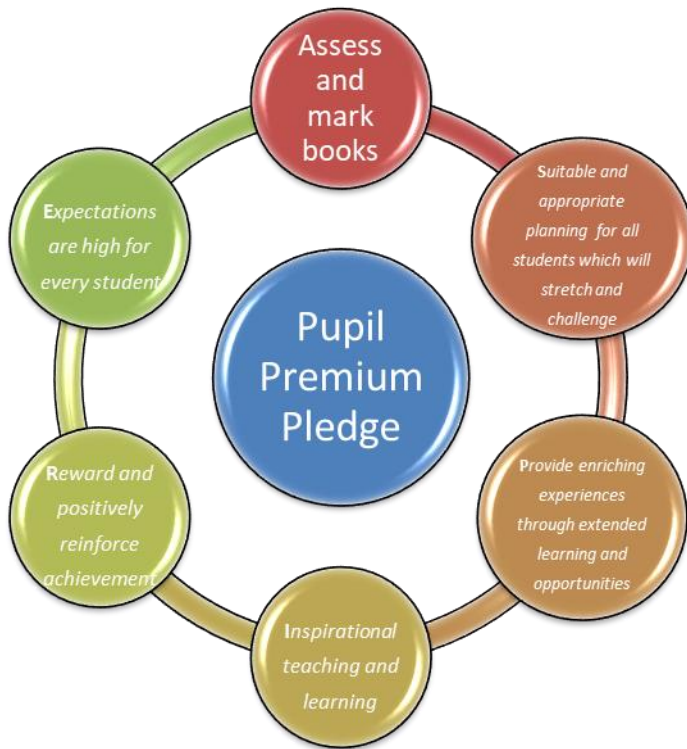 Assess
and
mark
books
Suitable and
appropriate
planning for all
students which will
stretch and
challenge
Provide enriching
experiences
through extended
learning and
opportunities
Inspirational
teaching and
learning
Reward and
positively
reinforce
achievement
Expectations
are high for
every student
Pupil
Premium
Pledge